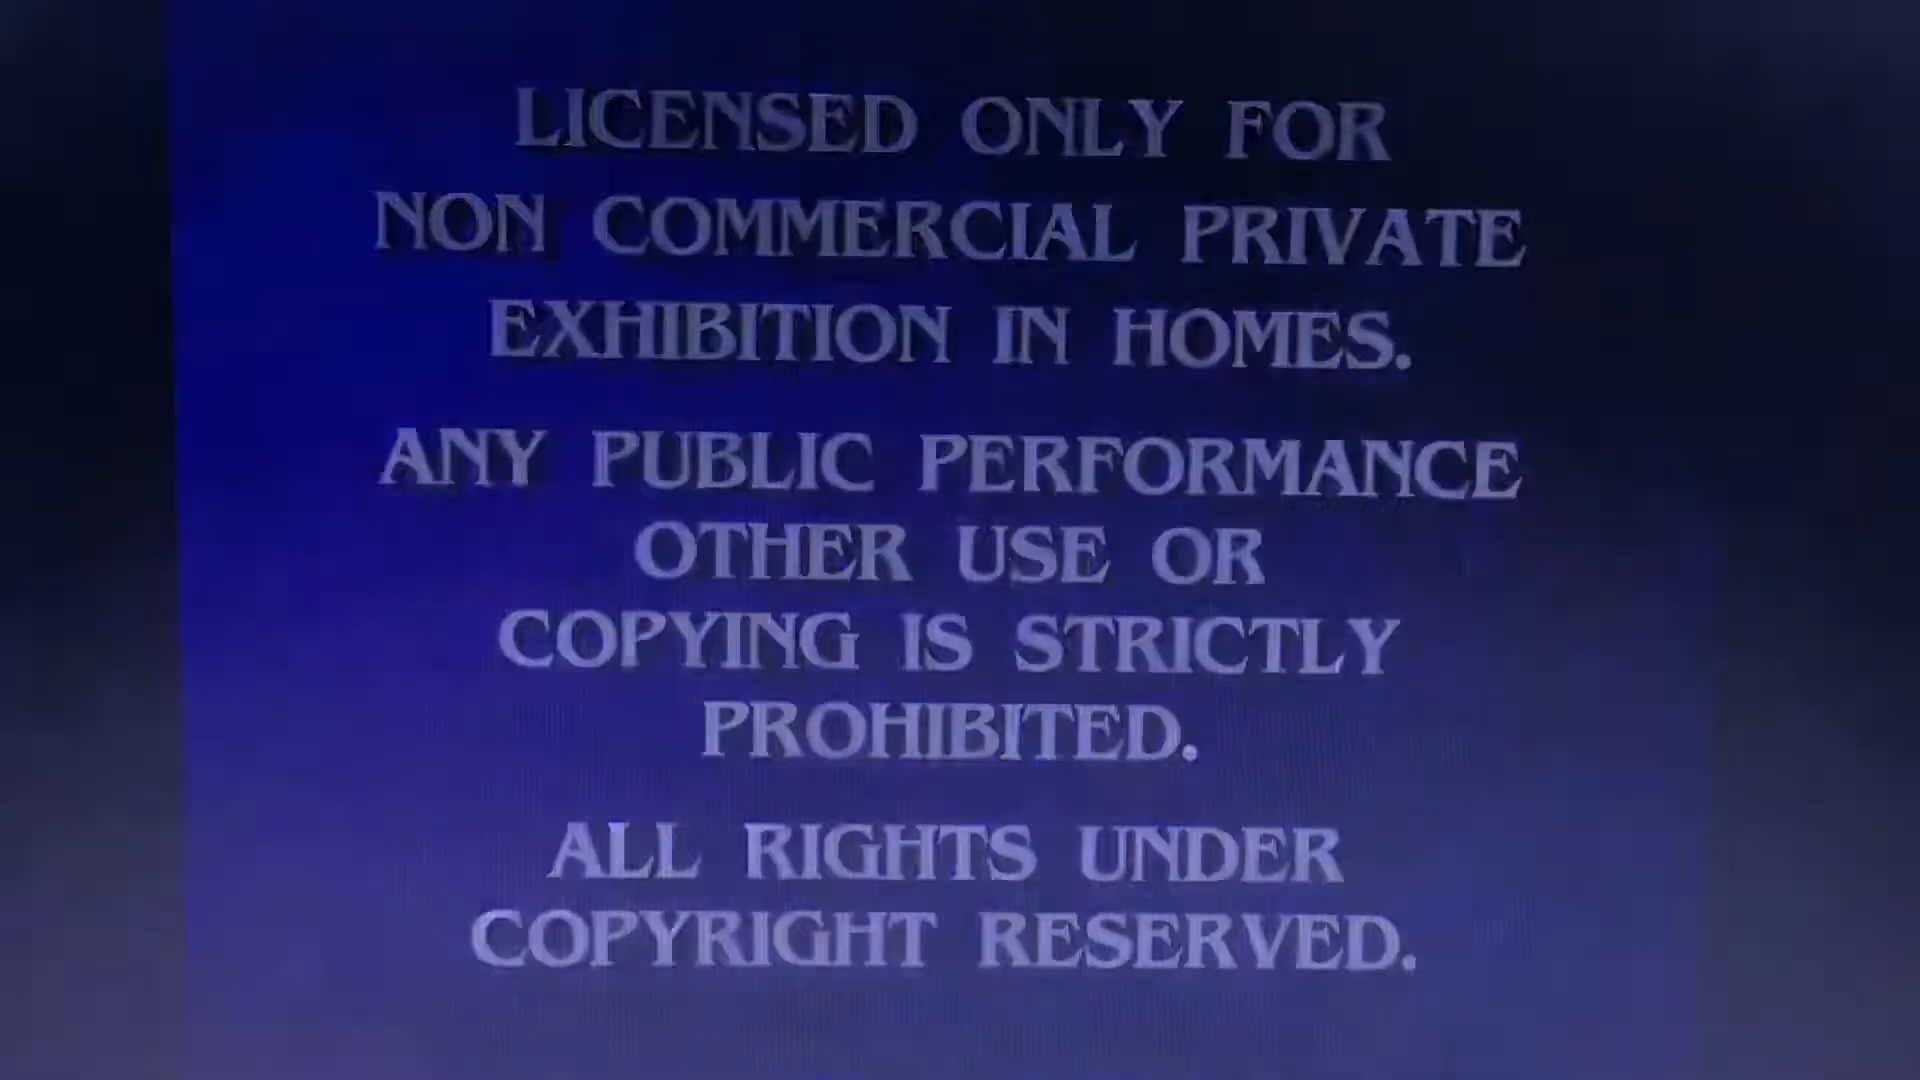 LICENSED ONLY FOR
NON COMMERCIAL PRIVATE
EXHIBITION IN HOMES.
ANY PUBLIC PERFORMANCE
OTHER USE OR
COPYING IS STRICTLY
PROHIBITED.
ALL RIGHTS UNDER
COPYRIGHT RESERVED.